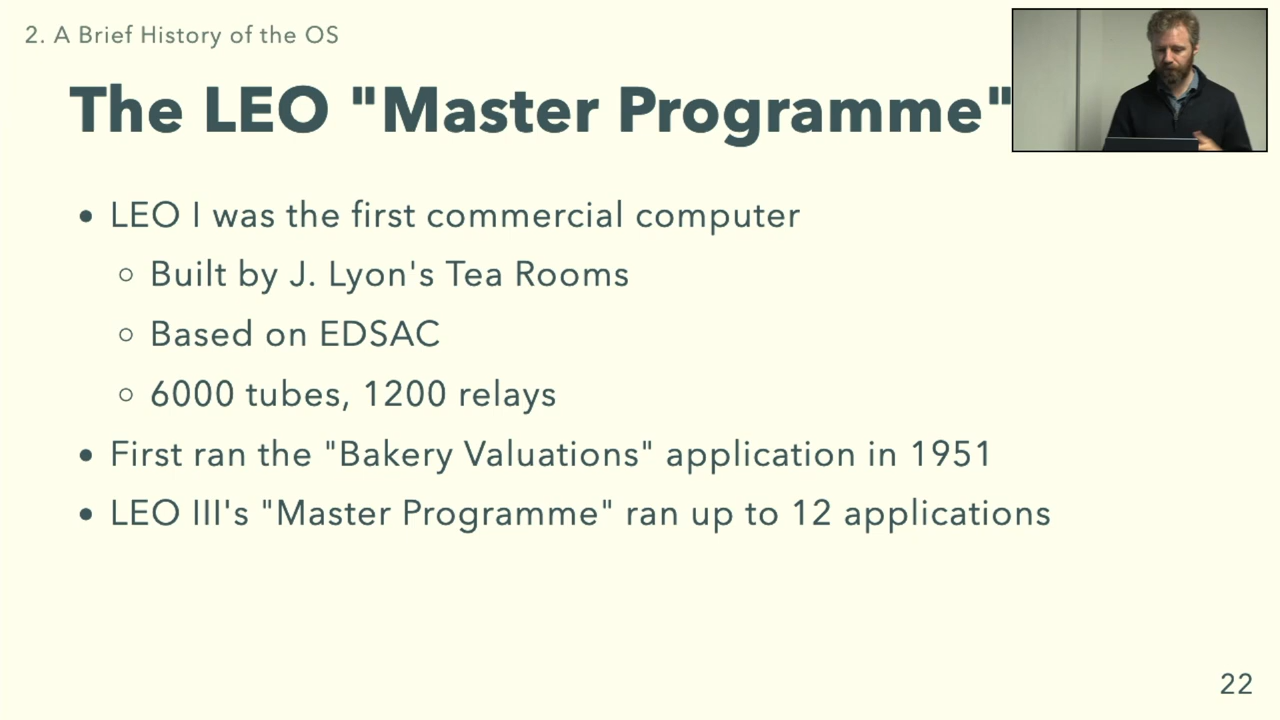 2. A Brief History of the OS
The LEO "Master Programme"
• LEO I was the first commercial computer
○ Built by J. Lyon's Tea Rooms
○ Based on EDSAC
○ 6000 tubes, 1200 relays
• First ran the "Bakery Valuations" application in 1951
• LEO III's "Master Programme" ran up to 12 applications
22